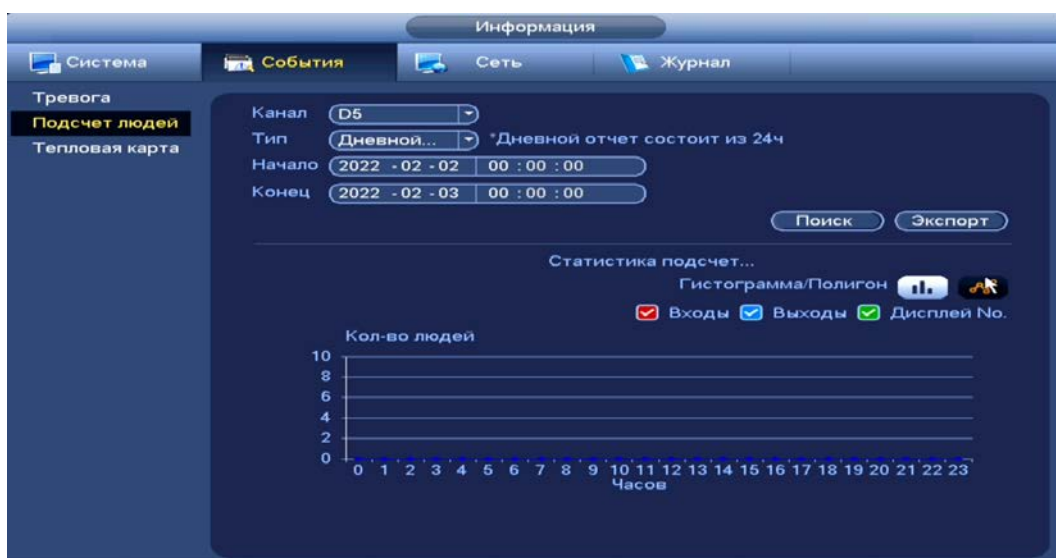 Информация
Система События Сеть Журнал
Тревога
Подсчет людей
Тепловая карта
Канал D5
Тип Дневной... *Дневной отчет состоит из 24ч
Начало 2022 - 02 - 02 00 : 00 : 00
Конец 2022 - 02 - 03 00 : 00 : 00
Поиск Экспорт
Статистика подсчет...
Гистограмма/Полигон
Входы Выходы Дисплей No.
Кол-во людей
10
8
6
4
2
0
0 1 2 3 4 5 6 7 8 9 10 11 12 13 14 15 16 17 18 19 20 21 22 23
Часов